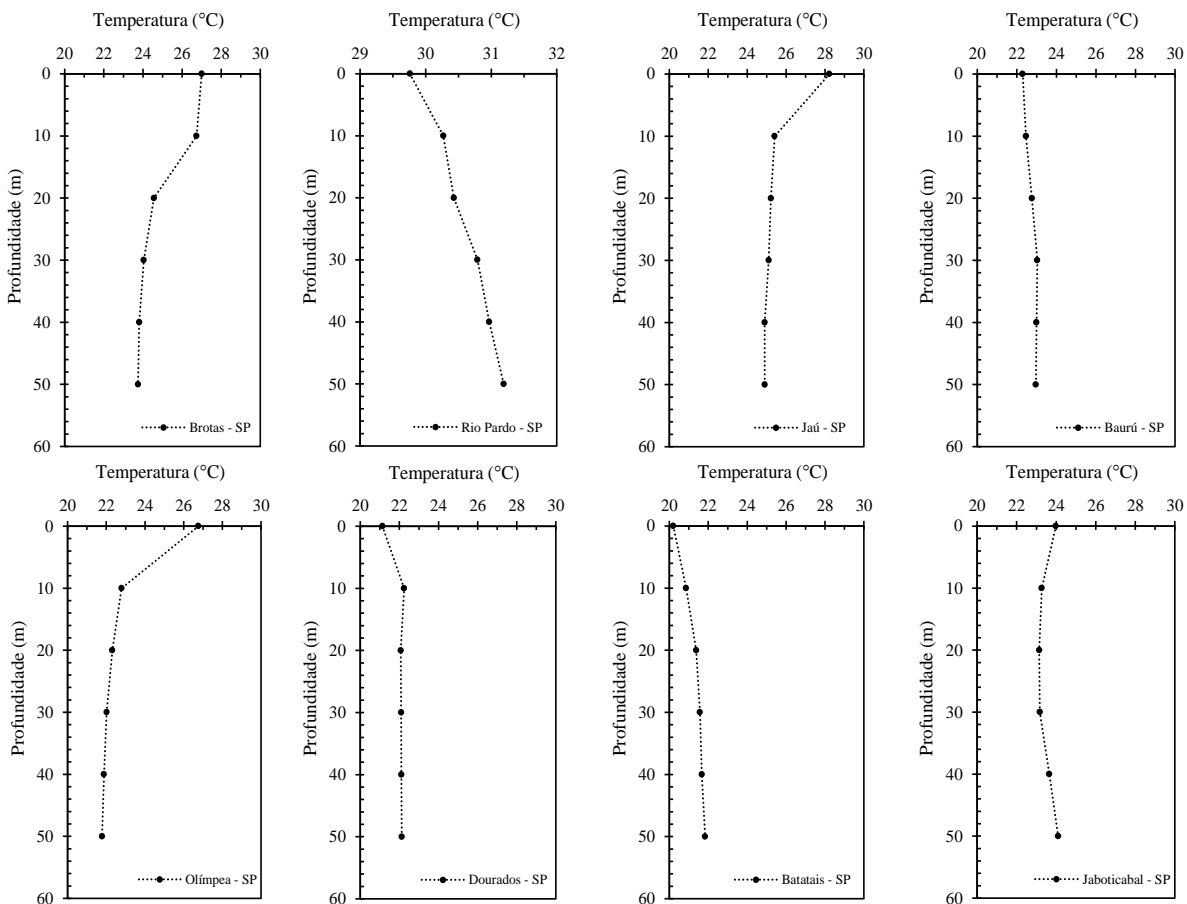 Temperatura (°C) Temperatura (°C) Temperatura (°C) Temperatura (°C)
20 22 24 26 28 30 29 30 31 32 20 22 24 26 28 30 20 22 24 26 28 30
0 0 0 0
10 10 10 10
20 20 20 20
Profundidade (m) Profundidade (m) Profundidade (m) Profundidade (m)
30 30 30 30
40 40 40 40
50 50 50 50
Brotas - SP Rio Pardo - SP Jaú - SP Baurú - SP
60 60 60 60
Temperatura (°C) Temperatura (°C) Temperatura (°C) Temperatura (°C)
20 22 24 26 28 30 20 22 24 26 28 30 20 22 24 26 28 30 20 22 24 26 28 30
0 0 0 0
10 10 10 10
20 20 20 20
Profundidade (m) Profundidade (m) Profundidade (m) Profundidade (m)
30 30 30 30
40 40 40 40
50 50 50 50
Olímpea - SP Dourados - SP Batatais - SP Jaboticabal - SP
60 60 60 60